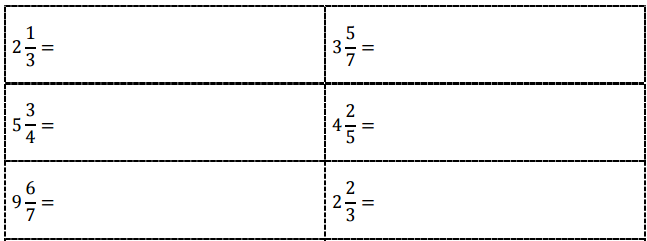 2 1/3 =
3 5/7 =
5 3/4 =
4 2/5 =
9 6/7 =
2 2/3 =